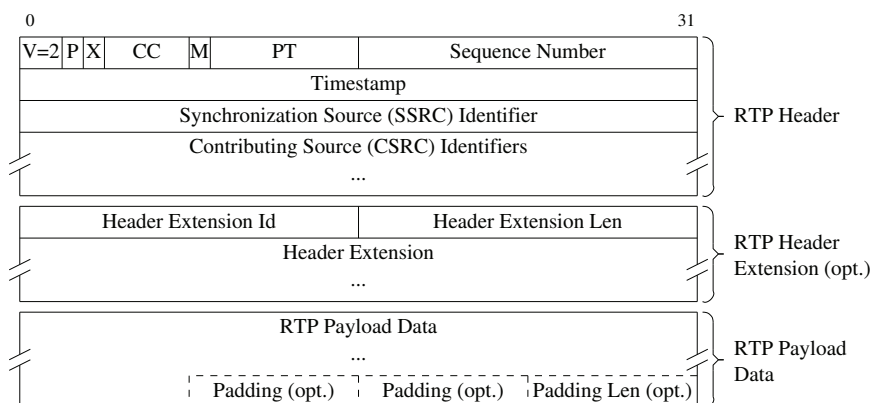 0 31
V=2 P X CC M PT Sequence Number
Timestamp
Synchronization Source (SSRC) Identifier
RTP Header
Contributing Source (CSRC) Identifiers
...
Header Extension Id Header Extension Len
Header Extension
...
RTP Header
Extension (opt.)
RTP Payload Data
...
Padding (opt.) Padding (opt.) Padding Len (opt.)
RTP Payload
Data